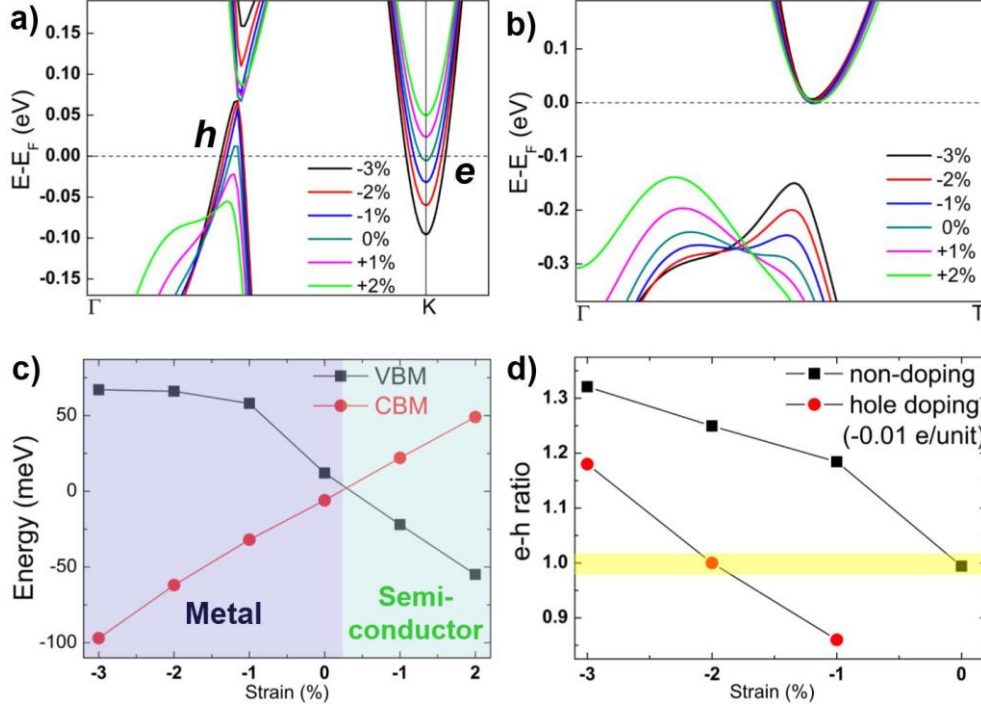 a)
E-E_F (eV)
0.15
0.10
0.05
0.00
-0.05
-0.10
-0.15
h
e
-3%
-2%
-1%
0%
+1%
+2%
Γ
K
b)
E-E_F (eV)
0.1
0.0
-0.1
-0.2
-0.3
-3%
-2%
-1%
0%
+1%
+2%
Γ
T
c)
Energy (meV)
50
0
-50
-100
VBM
CBM
Metal
Semi-
conductor
-3 -2 -1 0 -1 2
Strain (%)
d)
e-h ratio
1.3
1.2
1.1
1.0
0.9
non-doping
hole doping
(-0.01 e/unit)
-3 -2 -1 0
Strain (%)